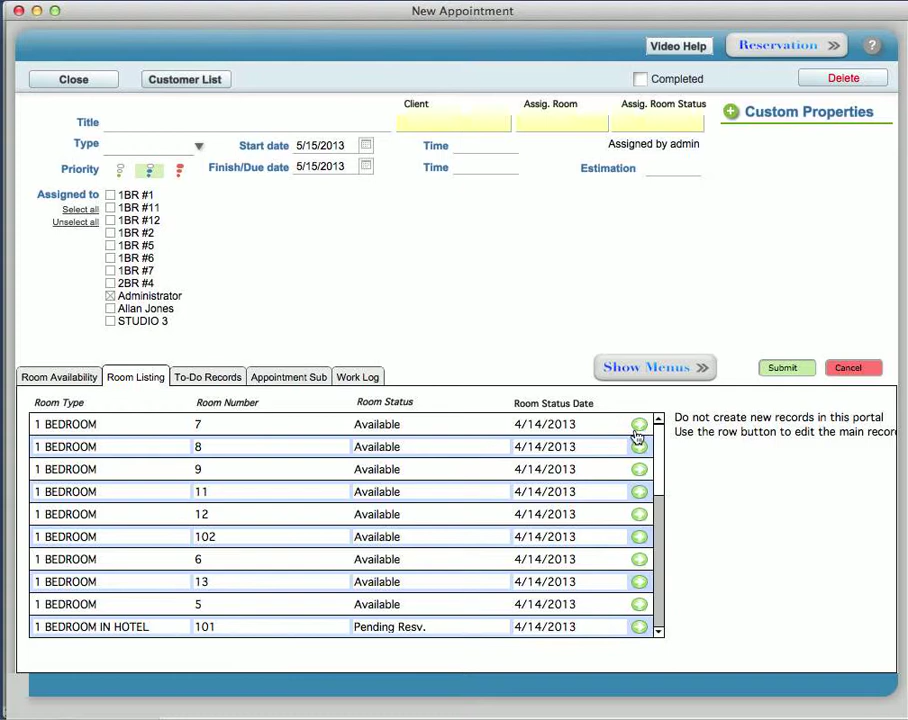 New Appointment
Video Help
Reservation
?
Close
Customer List
Completed
Delete
Client
Assig. Room
Assig. Room Status
Custom Properties
Title
Type
Start date
5/15/2013
Time
Assigned by admin
Priority
Finish/Due date
5/15/2013
Time
Estimation
Assigned to
Select all
Unselect all
1BR #1
1BR #11
1BR #12
1BR #2
1BR #5
1BR #6
1BR #7
2BR #4
Administrator
Allan Jones
STUDIO 3
Show Menus
Submit
Cancel
Room Availability
Room Listing
To-Do Records
Appointment Sub
Work Log
Room Type Room Number Room Status Room Status Date
1 BEDROOM 7 Available 4/14/2013
1 BEDROOM 8 Available 4/14/2013
1 BEDROOM 9 Available 4/14/2013
1 BEDROOM 11 Available 4/14/2013
1 BEDROOM 12 Available 4/14/2013
1 BEDROOM 102 Available 4/14/2013
1 BEDROOM 6 Available 4/14/2013
1 BEDROOM 13 Available 4/14/2013
1 BEDROOM 5 Available 4/14/2013
1 BEDROOM IN HOTEL 101 Pending Resv. 4/14/2013
Do not create new records in this portal
Use the row button to edit the main recor